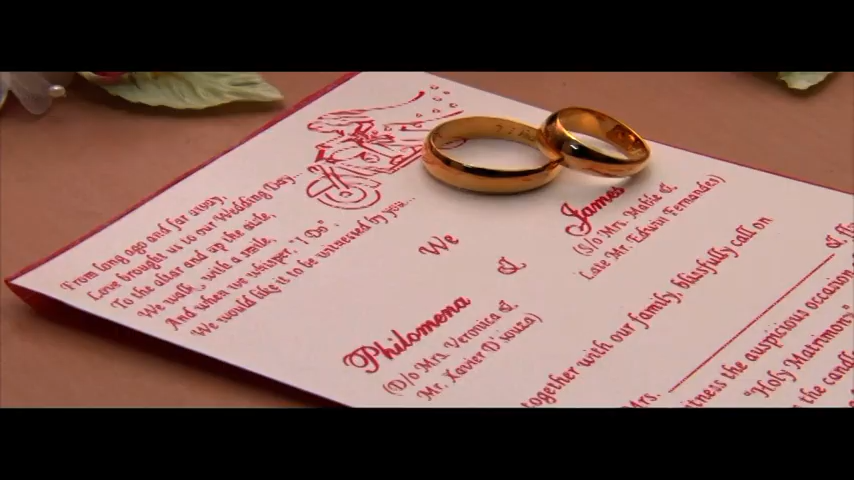 From long ago and far away,
Love brought us to our Wedding Day...
To the altar and up the aisle,
We walk, with a smile,
And when we whisper "I Do"
We would like it to be witnessed by you...
We
James
(S/o Mrs. Mable &
Late Mr. Edwin Fernandes)
&
Philomena
(D/o Mrs. Veronica &
Mr. Xavier D'souza)
together with our family, blissfully call on
Mrs. &
witness the auspicious occasion
"Holy Matrimony"
the